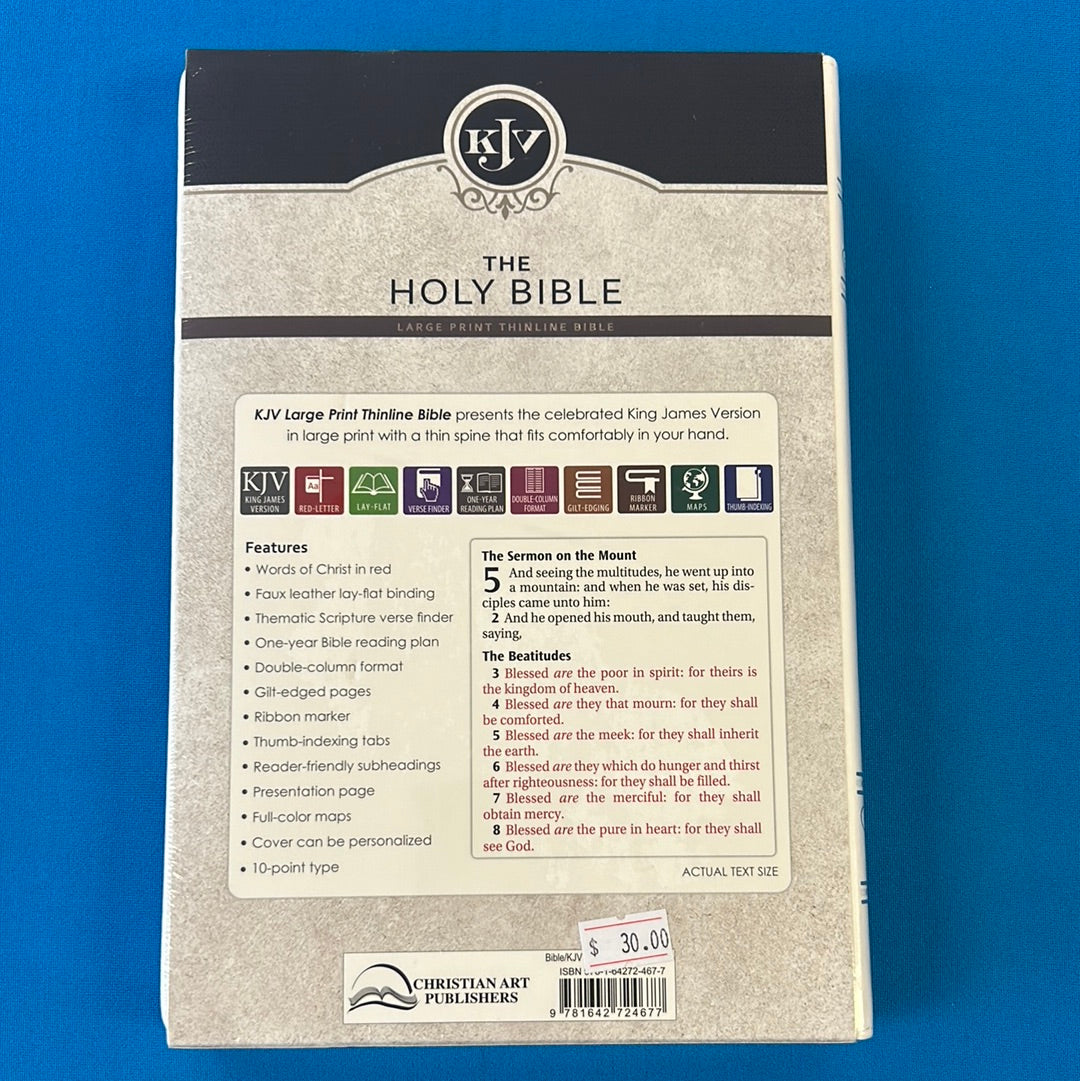 KJV
THE
HOLY BIBLE
LARGE PRINT THINLINE BIBLE
KJV Large Print Thinline Bible presents the celebrated King James Version
in large print with a thin spine that fits comfortably in your hand.
KJV
KING JAMES
VERSION
Aa
RED-LETTER
LAY-FLAT
VERSE FINDER
ONE-YEAR
READING PLAN
DOUBLE-COLUMN
FORMAT
GILT-EDGING
RIBBON
MARKER
MAPS
THUMB-INDEXING
Features
• Words of Christ in red
• Faux leather lay-flat binding
• Thematic Scripture verse finder
• One-year Bible reading plan
• Double-column format
• Gilt-edged pages
• Ribbon marker
• Thumb-indexing tabs
• Reader-friendly subheadings
• Presentation page
• Full-color maps
• Cover can be personalized
• 10-point type
The Sermon on the Mount
5 And seeing the multitudes, he went up into
a mountain: and when he was set, his dis-
ciples came unto him:
2 And he opened his mouth, and taught them,
saying,
The Beatitudes
3 Blessed are the poor in spirit: for theirs is
the kingdom of heaven.
4 Blessed are they that mourn: for they shall
be comforted.
5 Blessed are the meek: for they shall inherit
the earth.
6 Blessed are they which do hunger and thirst
after righteousness: for they shall be filled.
7 Blessed are the merciful: for they shall
obtain mercy.
8 Blessed are the pure in heart: for they shall
see God.
ACTUAL TEXT SIZE
$ 30.00
CHRISTIAN ART
PUBLISHERS
Bible/KJV
ISBN 978-1-64272-467-7
9 781642 724677